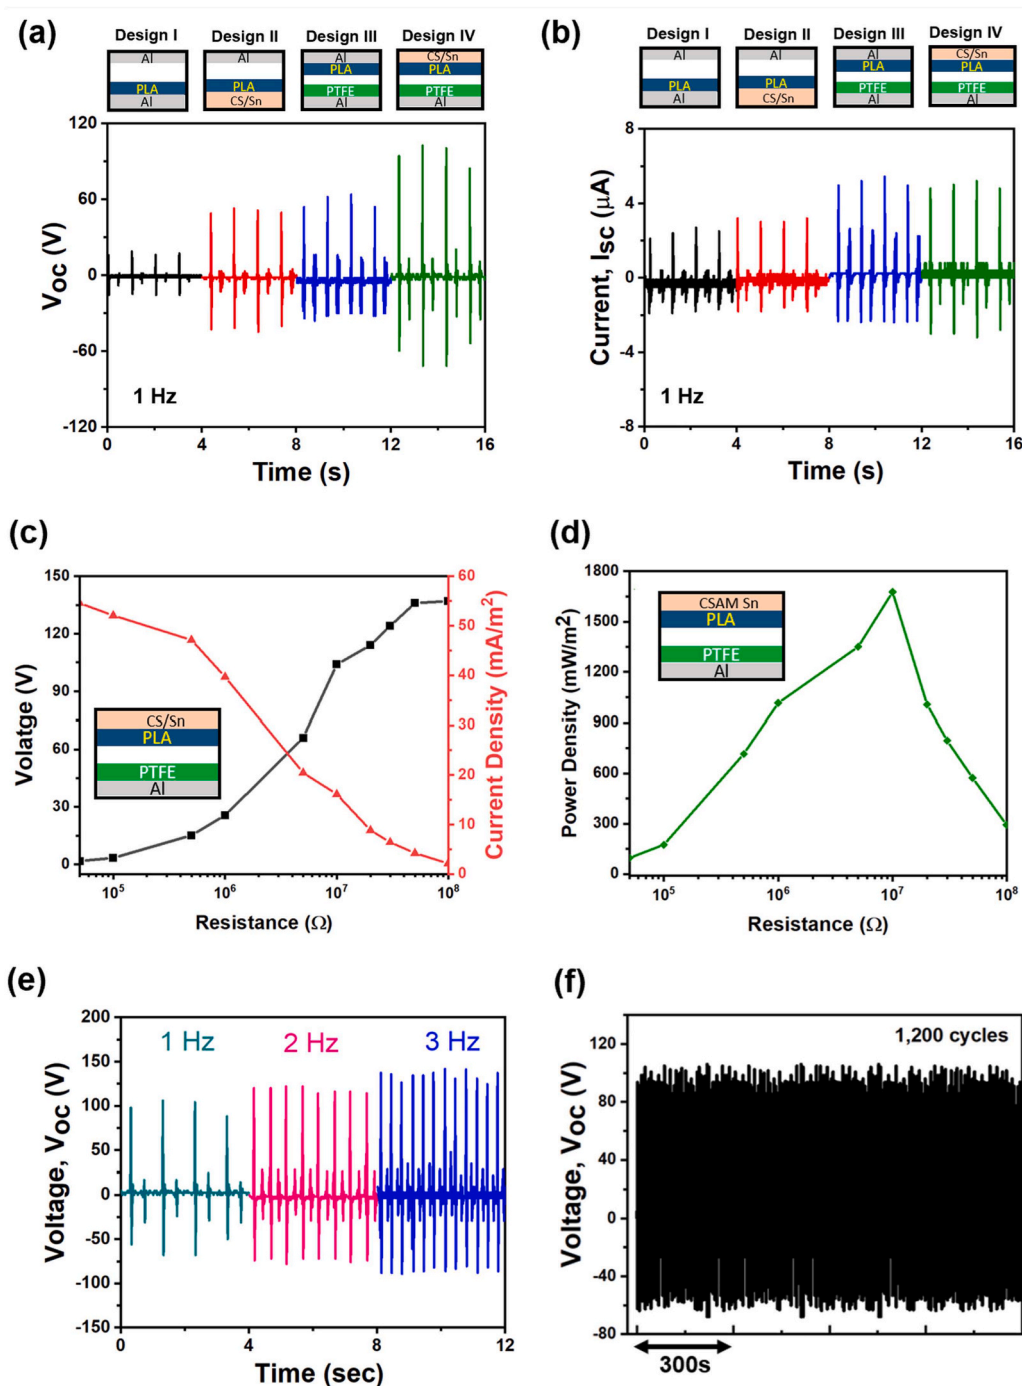 (a)
Design I Design II Design III Design IV
Al Al Al CS/Sn
PLA PLA
PLA PLA PTFE PTFE
Al CS/Sn Al Al
120
60
0
-60
-120
Voc (V)
1 Hz
0 4 8 12 16
Time (s)
(b)
Design I Design II Design III Design IV
Al Al Al CS/Sn
PLA PLA
PLA PLA PTFE PTFE
Al CS/Sn Al Al
8
4
0
-4
-8
Current, Isc (μA)
1 Hz
0 4 8 12 16
Time (s)
(c)
150
120
90
60
30
0
Volatge (V)
60
50
40
30
20
10
0
Current Density (mA/m²)
CS/Sn
PLA
PTFE
Al
10⁵ 10⁶ 10⁷ 10⁸
Resistance (Ω)
(d)
1800
1500
1200
900
600
300
0
Power Density (mW/m²)
CSAM Sn
PLA
PTFE
Al
10⁵ 10⁶ 10⁷ 10⁸
Resistance (Ω)
(e)
200
150
100
50
0
-50
-100
-150
Voltage, Voc (V)
1 Hz 2 Hz 3 Hz
0 4 8 12
Time (sec)
(f)
120
80
40
0
-40
-80
Voltage, Voc (V)
1,200 cycles
300s